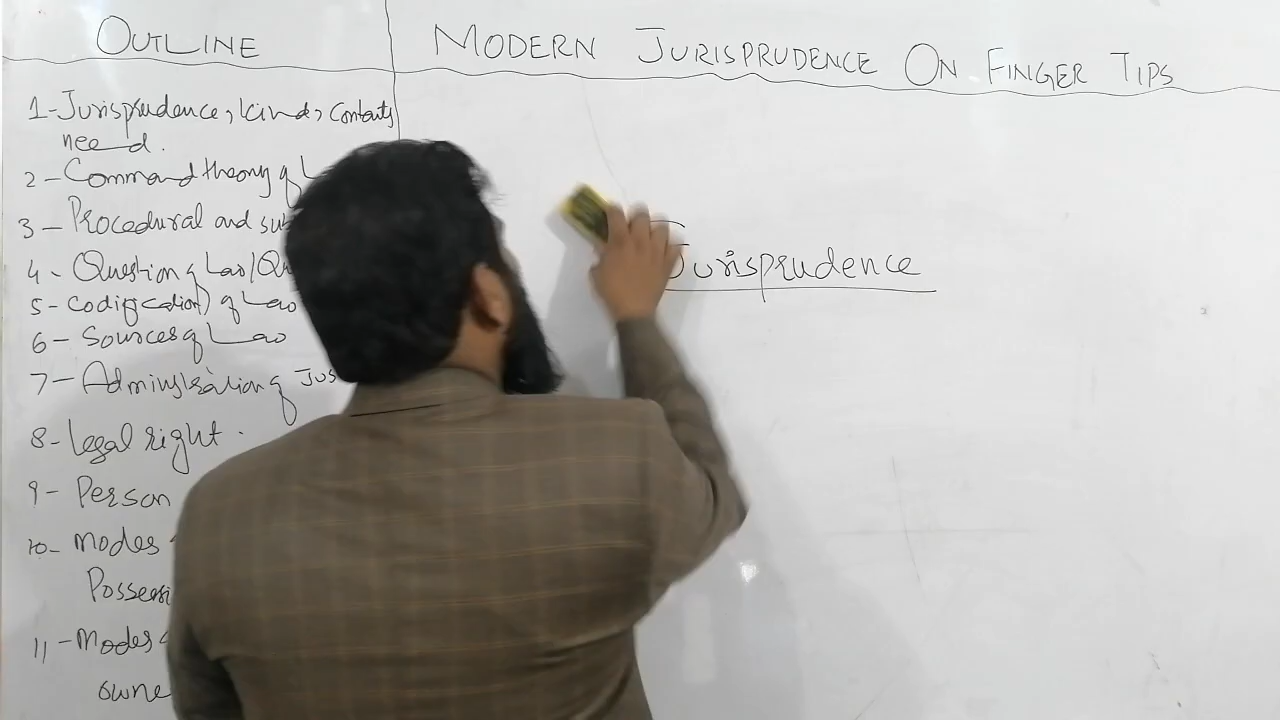 OUTLINE
MODERN JURISPRUDENCE ON FINGER TIPS
1-Jurisprudence, kinds, contents
need.
2-Command theory of L
3-Procedural and sub
4-Question of Law/Qu
5-codification of Law
6-Sources of Law
7-Administration of Jus
8-Legal right.
9-Person
10-Modes
Possessi
11-Modes
owne
Jurisprudence